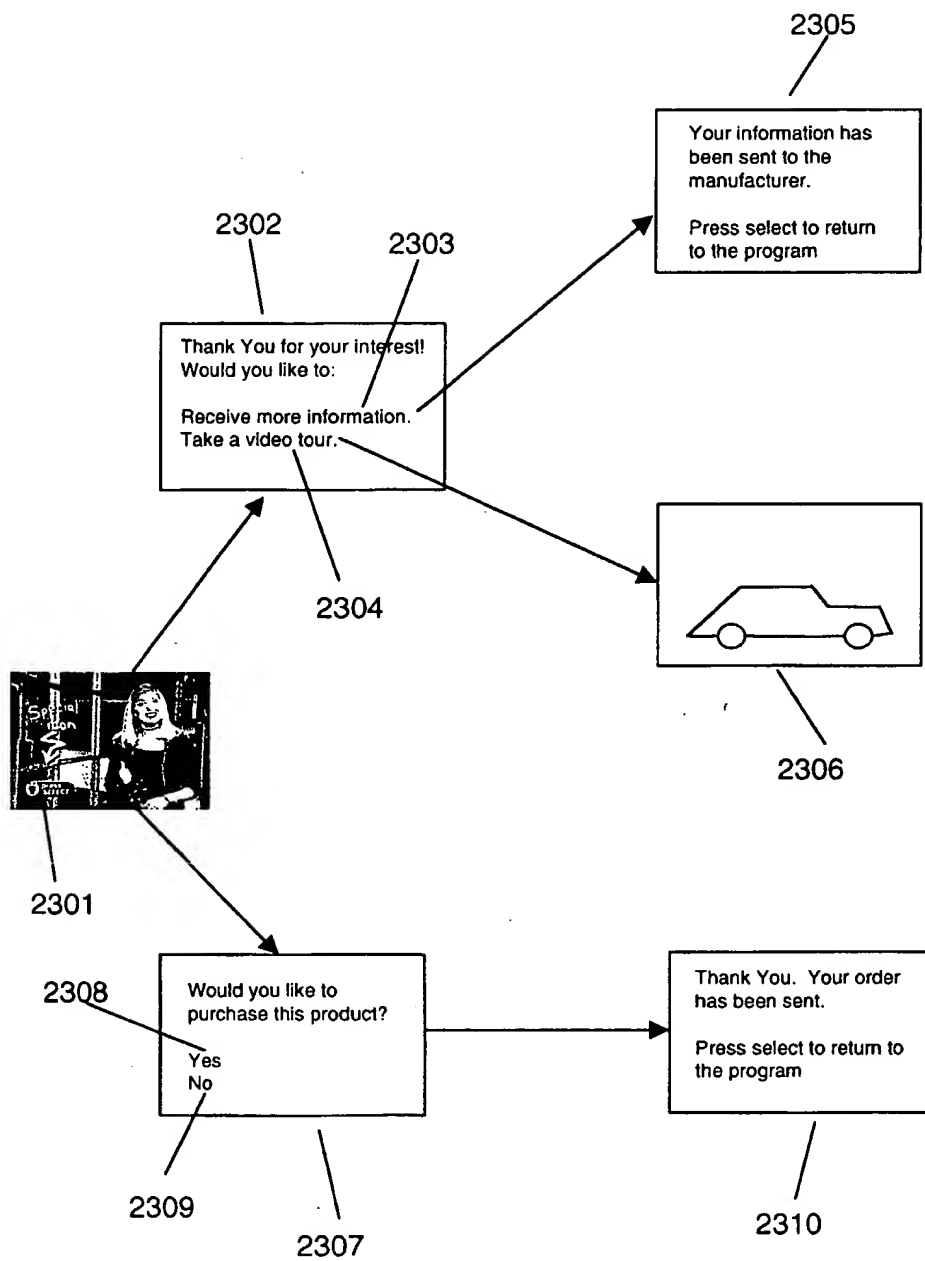 2305
Your information has
been sent to the
manufacturer.
Press select to return
to the program
2302
2303
Thank You for your interest!
Would you like to:
Receive more information.
Take a video tour.
2304
2306
Special
press
select
2301
2308
Would you like to
purchase this product?
Yes
No
2309
2307
Thank You. Your order
has been sent.
Press select to return to
the program
2310